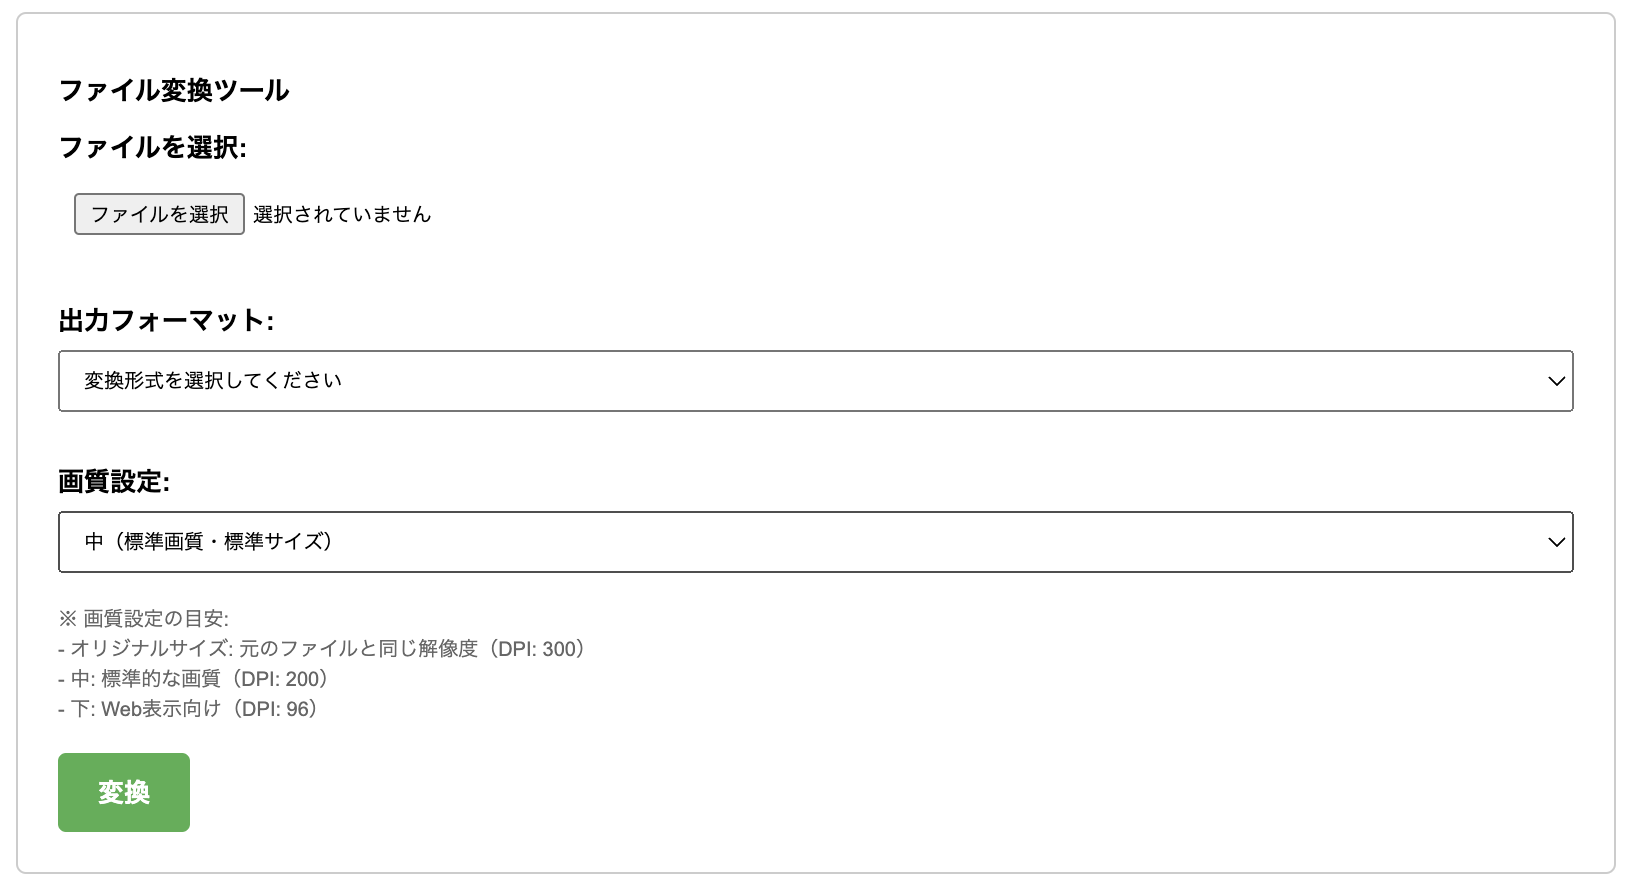 ファイル変換ツール
ファイルを選択:
ファイルを選択 選択されていません
出力フォーマット:
変換形式を選択してください
画質設定:
中（標準画質・標準サイズ）
※ 画質設定の目安:
- オリジナルサイズ: 元のファイルと同じ解像度（DPI: 300）
- 中: 標準的な画質（DPI: 200）
- 下: Web表示向け（DPI: 96）
変換